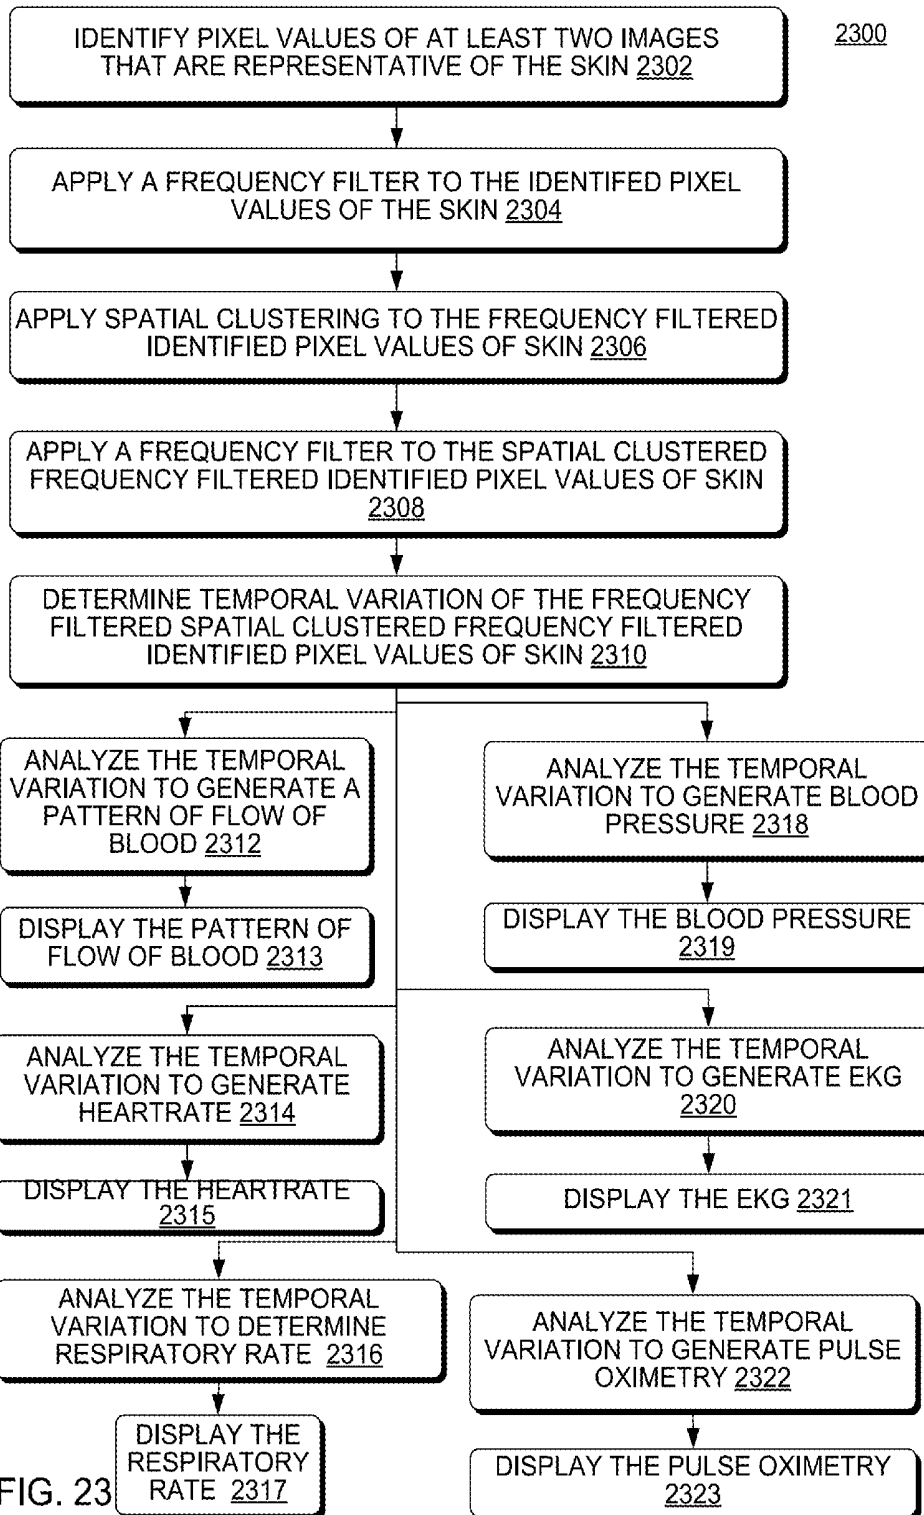 2300
IDENTIFY PIXEL VALUES OF AT LEAST TWO IMAGES
THAT ARE REPRESENTATIVE OF THE SKIN 2302
APPLY A FREQUENCY FILTER TO THE IDENTIFED PIXEL
VALUES OF THE SKIN 2304
APPLY SPATIAL CLUSTERING TO THE FREQUENCY FILTERED
IDENTIFIED PIXEL VALUES OF SKIN 2306
APPLY A FREQUENCY FILTER TO THE SPATIAL CLUSTERED
FREQUENCY FILTERED IDENTIFIED PIXEL VALUES OF SKIN
2308
DETERMINE TEMPORAL VARIATION OF THE FREQUENCY
FILTERED SPATIAL CLUSTERED FREQUENCY FILTERED
IDENTIFIED PIXEL VALUES OF SKIN 2310
ANALYZE THE TEMPORAL
VARIATION TO GENERATE A
PATTERN OF FLOW OF
BLOOD 2312
DISPLAY THE PATTERN OF
FLOW OF BLOOD 2313
ANALYZE THE TEMPORAL
VARIATION TO GENERATE BLOOD
PRESSURE 2318
DISPLAY THE BLOOD PRESSURE
2319
ANALYZE THE TEMPORAL
VARIATION TO GENERATE
HEARTRATE 2314
DISPLAY THE HEARTRATE
2315
ANALYZE THE TEMPORAL
VARIATION TO GENERATE EKG
2320
DISPLAY THE EKG 2321
ANALYZE THE TEMPORAL
VARIATION TO DETERMINE
RESPIRATORY RATE 2316
DISPLAY THE
RESPIRATORY
RATE 2317
ANALYZE THE TEMPORAL
VARIATION TO GENERATE PULSE
OXIMETRY 2322
DISPLAY THE PULSE OXIMETRY
2323
FIG. 23